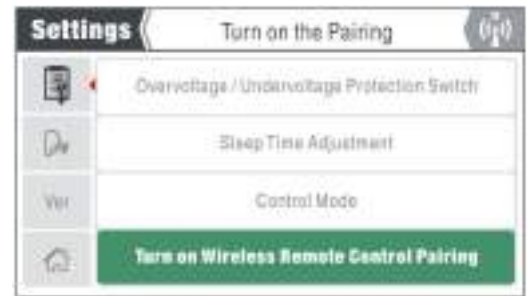 Settings
Turn on the Pairing
Overvoltage / Undervoltage Protection Switch
Sleep Time Adjustment
Control Mode
Ver
Turn on Wireless Remote Control Pairing